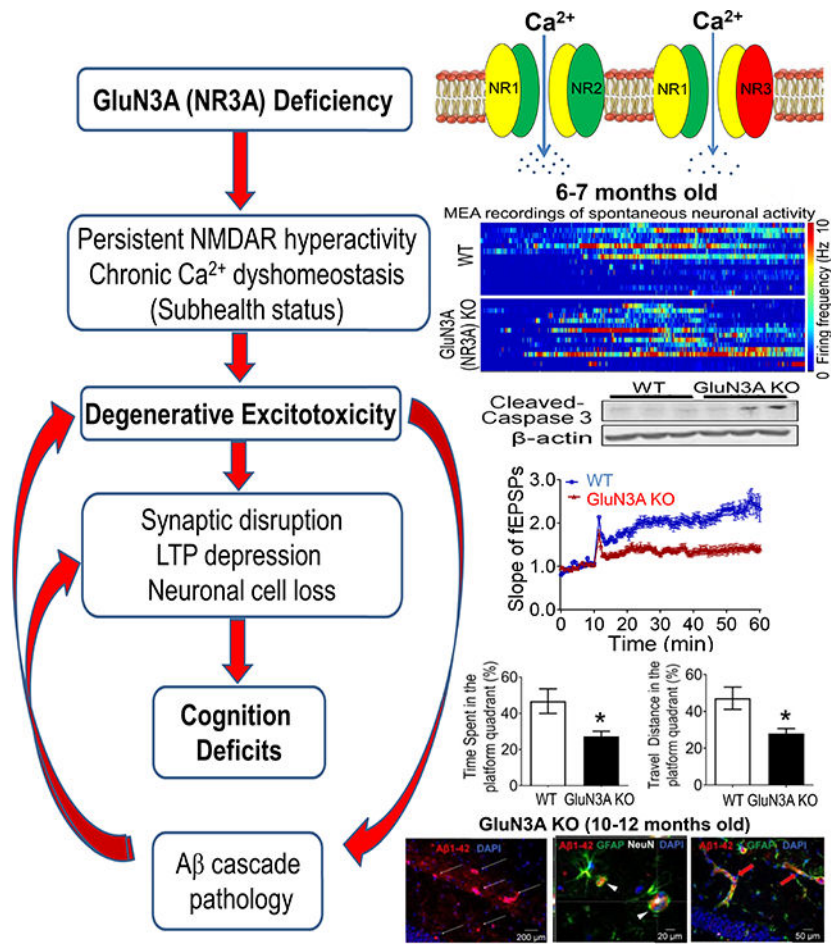 GluN3A (NR3A) Deficiency
Persistent NMDAR hyperactivity
Chronic Ca²⁺ dyshomeostasis
(Subhealth status)
Degenerative Excitotoxicity
Synaptic disruption
LTP depression
Neuronal cell loss
Cognition
Deficits
Aβ cascade
pathology
Ca²⁺ Ca²⁺
NR1 NR2 NR1 NR3
6-7 months old
MEA recordings of spontaneous neuronal activity
WT
GluN3A
(NR3A) KO
0 Firing frequency (Hz 10
WT GluN3A KO
Cleaved-
Caspase 3
β-actin
Slope of fEPSPs
3.0
2.0
1.0
0.0
WT
GluN3A KO
0 10 20 30 40 50 60
Time (min)
Time Spent in the
platform quadrant (%)
60
40
20
0
*
WT GluN3A KO
Travel Distance in the
platform quadrant (%)
60
40
20
0
*
WT GluN3A KO
GluN3A KO (10-12 months old)
Aβ1-42 DAPI
200 μm
Aβ1-42 GFAP NeuN DAPI
20 μm
Aβ1-42 GFAP DAPI
50 μm